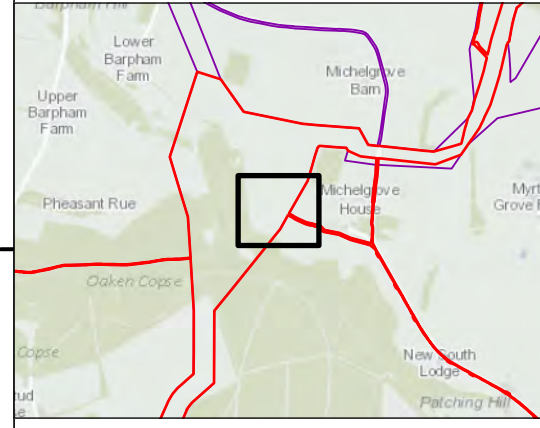 Barpham Hill
Lower
Barpham
Farm
Michelgrove
Barn
Upper
Barpham
Farm
Pheasant Rue
Michelgrove
House
Myrt
Grove F
Oaken Copse
Copse
New South
Lodge
Patching Hill
tud